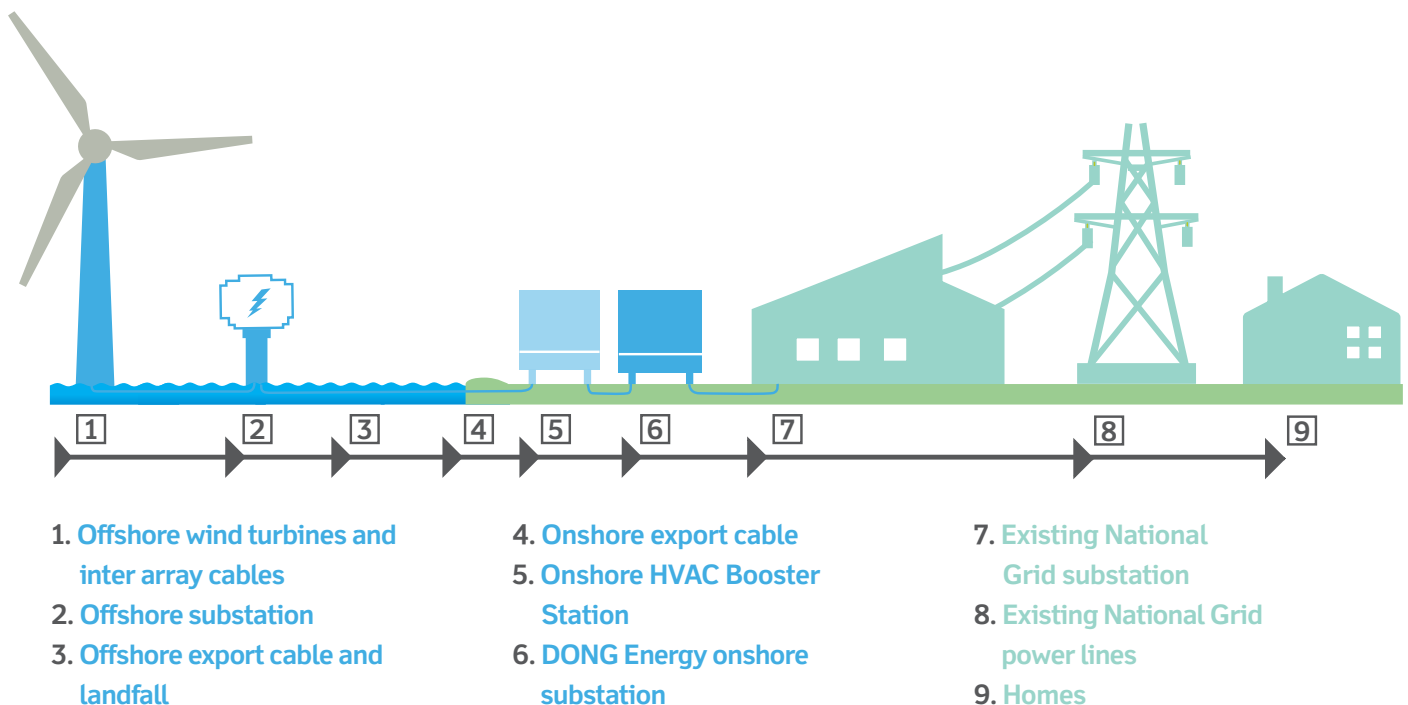 1
2
3
4
5
6
7
8
9
1. Offshore wind turbines and
inter array cables
2. Offshore substation
3. Offshore export cable and
landfall
4. Onshore export cable
5. Onshore HVAC Booster
Station
6. DONG Energy onshore
substation
7. Existing National
Grid substation
8. Existing National Grid
power lines
9. Homes